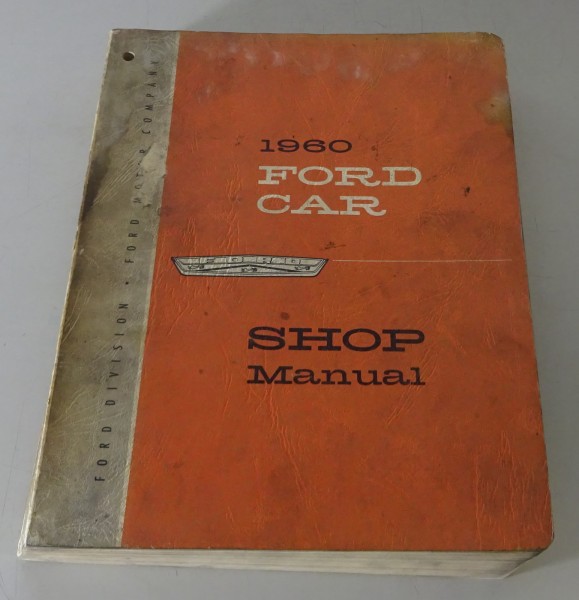 1960
FORD
CAR
SHOP
Manual
FORD DIVISION • FORD MOTOR COMPANY